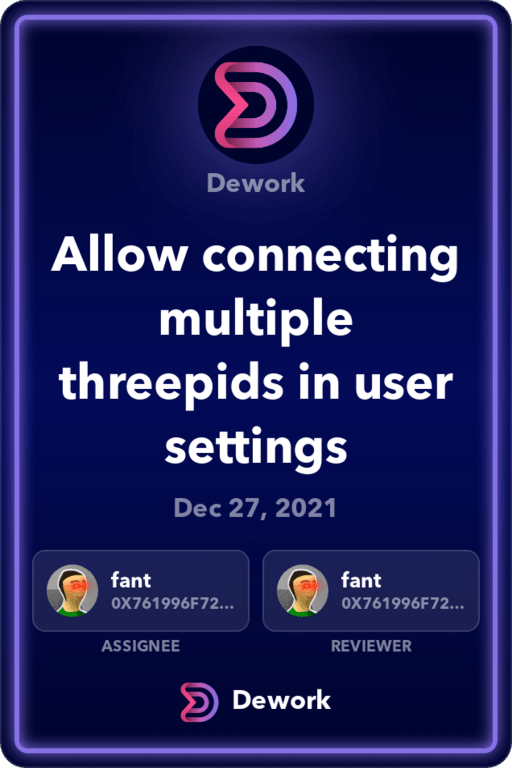 Dework
Allow connecting
multiple
threepids in user
settings
Dec 27, 2021
fant
0X761996F72...
ASSIGNEE
fant
0X761996F72...
REVIEWER
Dework